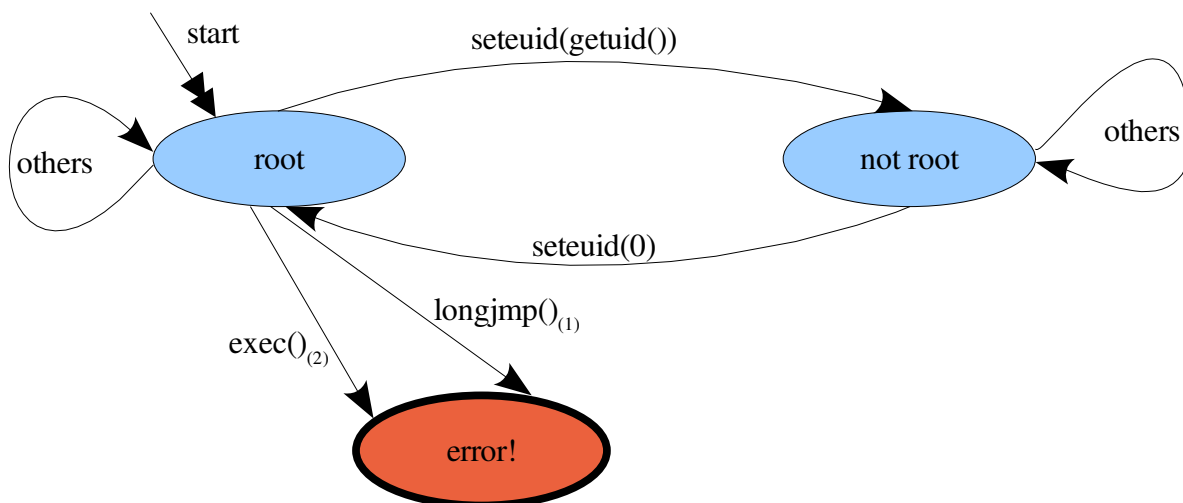 start
seteuid(getuid())
others
root
not root
others
seteuid(0)
longjmp()(1)
exec()(2)
error!